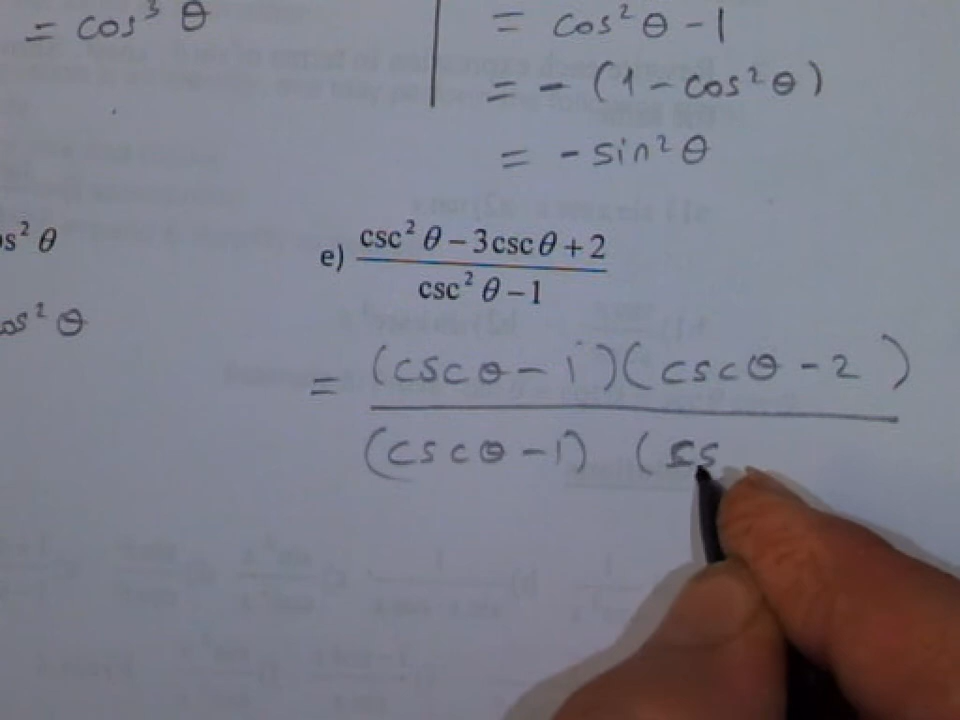 = cos³ θ
= cos² θ - 1
= - (1 - cos² θ)
= - sin² θ
os² θ
os² θ
e) csc² θ - 3 csc θ + 2
csc² θ - 1
= (csc θ - 1)(csc θ - 2)
(csc θ - 1) (cs